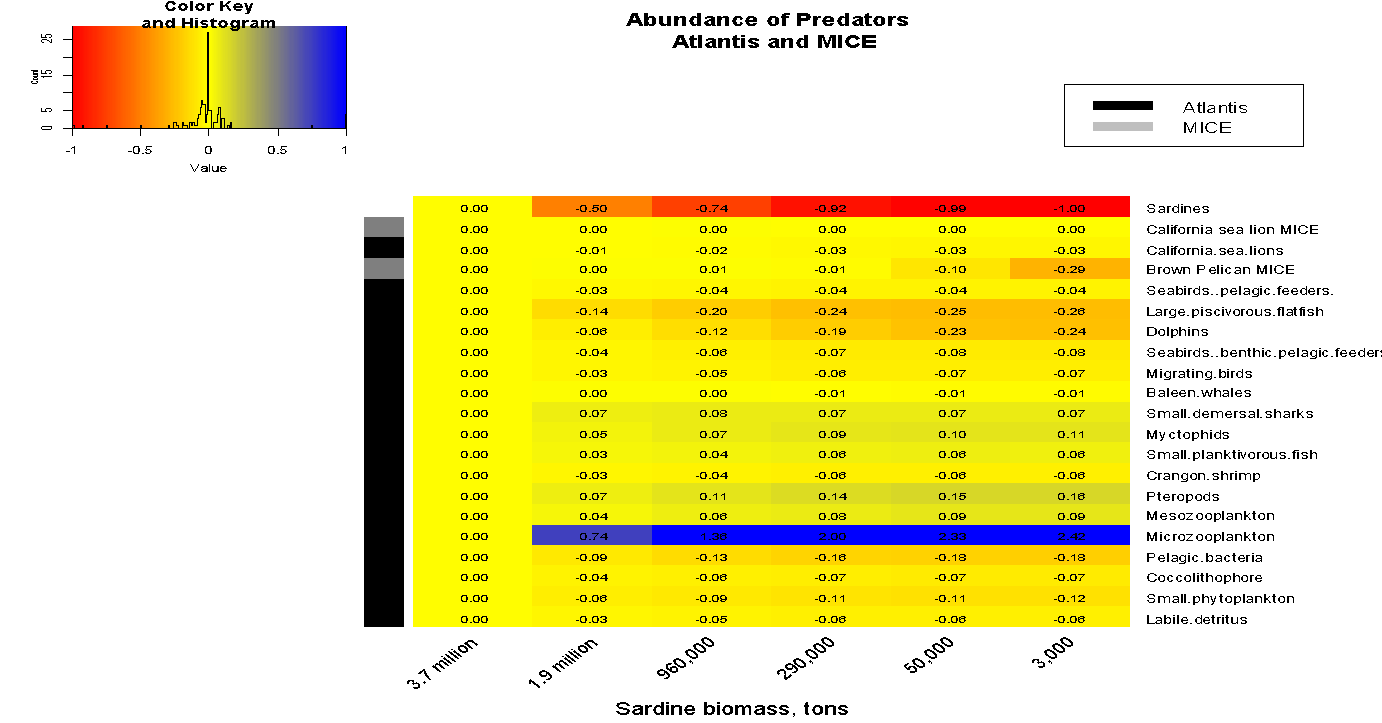 Color Key
and Histogram
Abundance of Predators
Atlantis and MICE
Count
0 5 15 25
-1 -0.5 0 0.5 1
Value
Atlantis
MICE
0.00 -0.50 -0.74 -0.92 -0.99 -1.00 Sardines
0.00 0.00 0.00 0.00 0.00 0.00 California sea lion MICE
0.00 -0.01 -0.02 -0.03 -0.03 -0.03 California.sea.lions
0.00 0.00 0.01 -0.01 -0.10 -0.29 Brown Pelican MICE
0.00 -0.03 -0.04 -0.04 -0.04 -0.04 Seabirds..pelagic.feeders.
0.00 -0.14 -0.20 -0.24 -0.25 -0.26 Large.piscivorous.flatfish
0.00 -0.06 -0.12 -0.19 -0.23 -0.24 Dolphins
0.00 -0.04 -0.06 -0.07 -0.08 -0.08 Seabirds..benthic.pelagic.feeders
0.00 -0.03 -0.05 -0.06 -0.07 -0.07 Migrating.birds
0.00 0.00 0.00 -0.01 -0.01 -0.01 Baleen.whales
0.00 0.07 0.08 0.07 0.07 0.07 Small.demersal.sharks
0.00 0.05 0.07 0.09 0.10 0.11 Myctophids
0.00 0.03 0.04 0.06 0.06 0.06 Small.planktivorous.fish
0.00 -0.03 -0.04 -0.06 -0.06 -0.06 Crangon.shrimp
0.00 0.07 0.11 0.14 0.15 0.16 Pteropods
0.00 0.04 0.06 0.08 0.09 0.09 Mesozooplankton
0.00 0.74 2.33 Microzooplankton
0.00 -0.09 -0.13 -0.16 -0.18 -0.18 Pelagic.bacteria
0.00 -0.04 -0.06 -0.07 -0.07 -0.07 Coccolithophore
0.00 -0.06 -0.09 -0.11 -0.11 -0.12 Small.phytoplankton
0.00 -0.03 -0.05 -0.06 -0.06 -0.06 Labile.detritus
3.7 million 1.9 million 960,000 290,000 50,000 3,000
Sardine biomass, tons